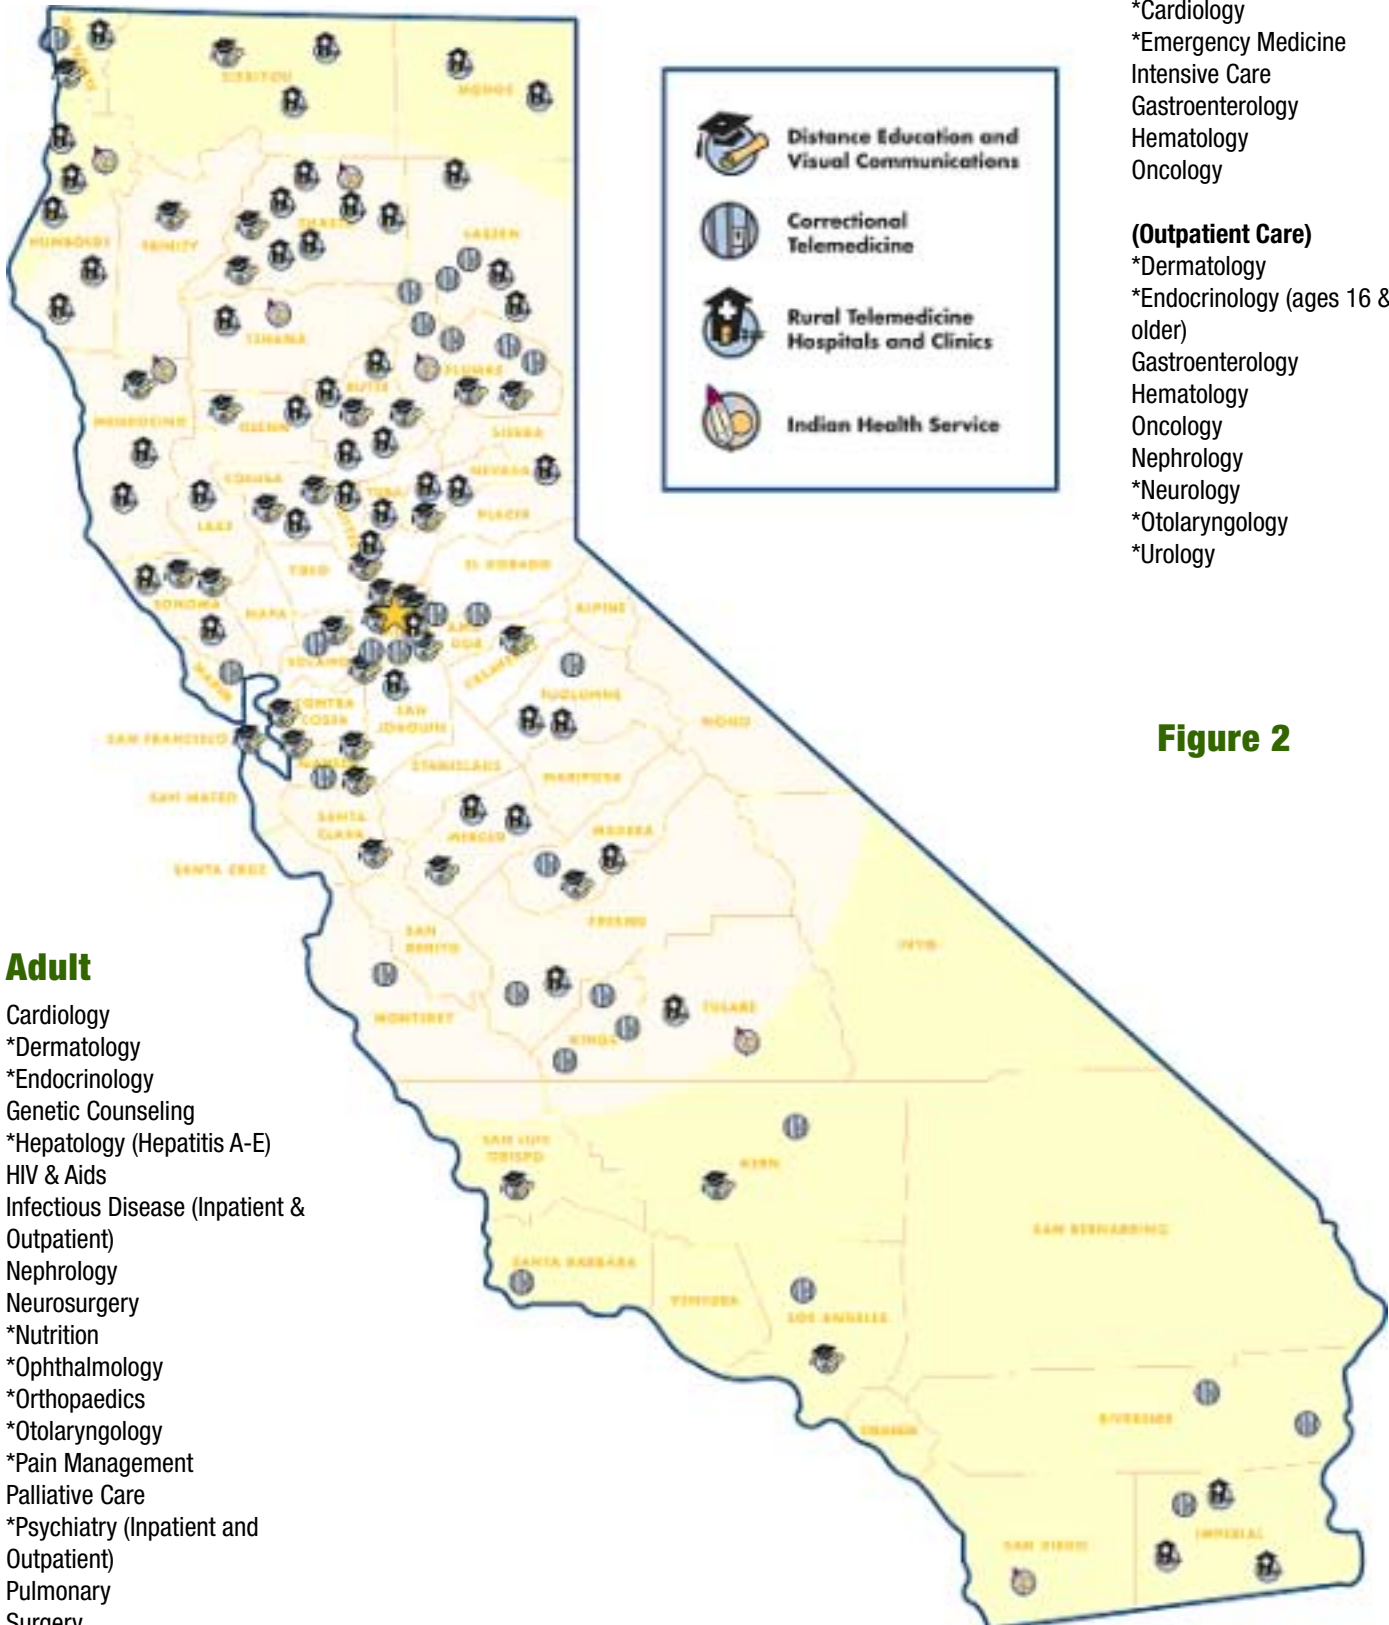 *Cardiology
*Emergency Medicine
Intensive Care
Gastroenterology
Hematology
Oncology
(Outpatient Care)
*Dermatology
*Endocrinology (ages 16 &
older)
Gastroenterology
Hematology
Oncology
Nephrology
*Neurology
*Otolaryngology
*Urology
Figure 2
Distance Education and
Visual Communications
Correctional
Telemedicine
Rural Telemedicine
Hospitals and Clinics
Indian Health Service
SISKIYOU
MODOC
HUMBOLDT
TRINITY
SHASTA
LASSEN
TEHAMA
PLUMAS
BUTTE
MENDOCINO
GLENN
SIERRA
COLUSA
NEVADA
YUBA
LAKE
PLACER
YOLO
EL DORADO
SONOMA
NAPA
ALPINE
SOLANO
CALAVERAS
MARIN
TUOLUMNE
CONTRA
COSTA
SAN
JOAQUIN
MONO
SAN FRANCISCO
STANISLAUS
MARIPOSA
SAN MATEO
SANTA
CLARA
MERCED
MADERA
SANTA CRUZ
SAN
BENITO
FRESNO
INYO
MONTEREY
KINGS
TULARE
SAN LUIS
OBISPO
KERN
SAN BERNARDINO
SANTA BARBARA
VENTURA
LOS ANGELES
ORANGE
RIVERSIDE
SAN DIEGO
IMPERIAL
Adult
Cardiology
*Dermatology
*Endocrinology
Genetic Counseling
*Hepatology (Hepatitis A-E)
HIV & Aids
Infectious Disease (Inpatient &
Outpatient)
Nephrology
Neurosurgery
*Nutrition
*Ophthalmology
*Orthopaedics
*Otolaryngology
*Pain Management
Palliative Care
*Psychiatry (Inpatient and
Outpatient)
Pulmonary
Surgery